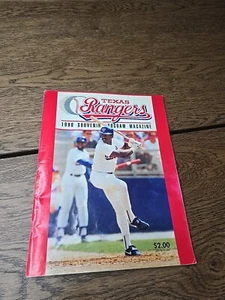 TEXAS
Rangers
1990 SOUVENIR PROGRAM MAGAZINE
$2.00